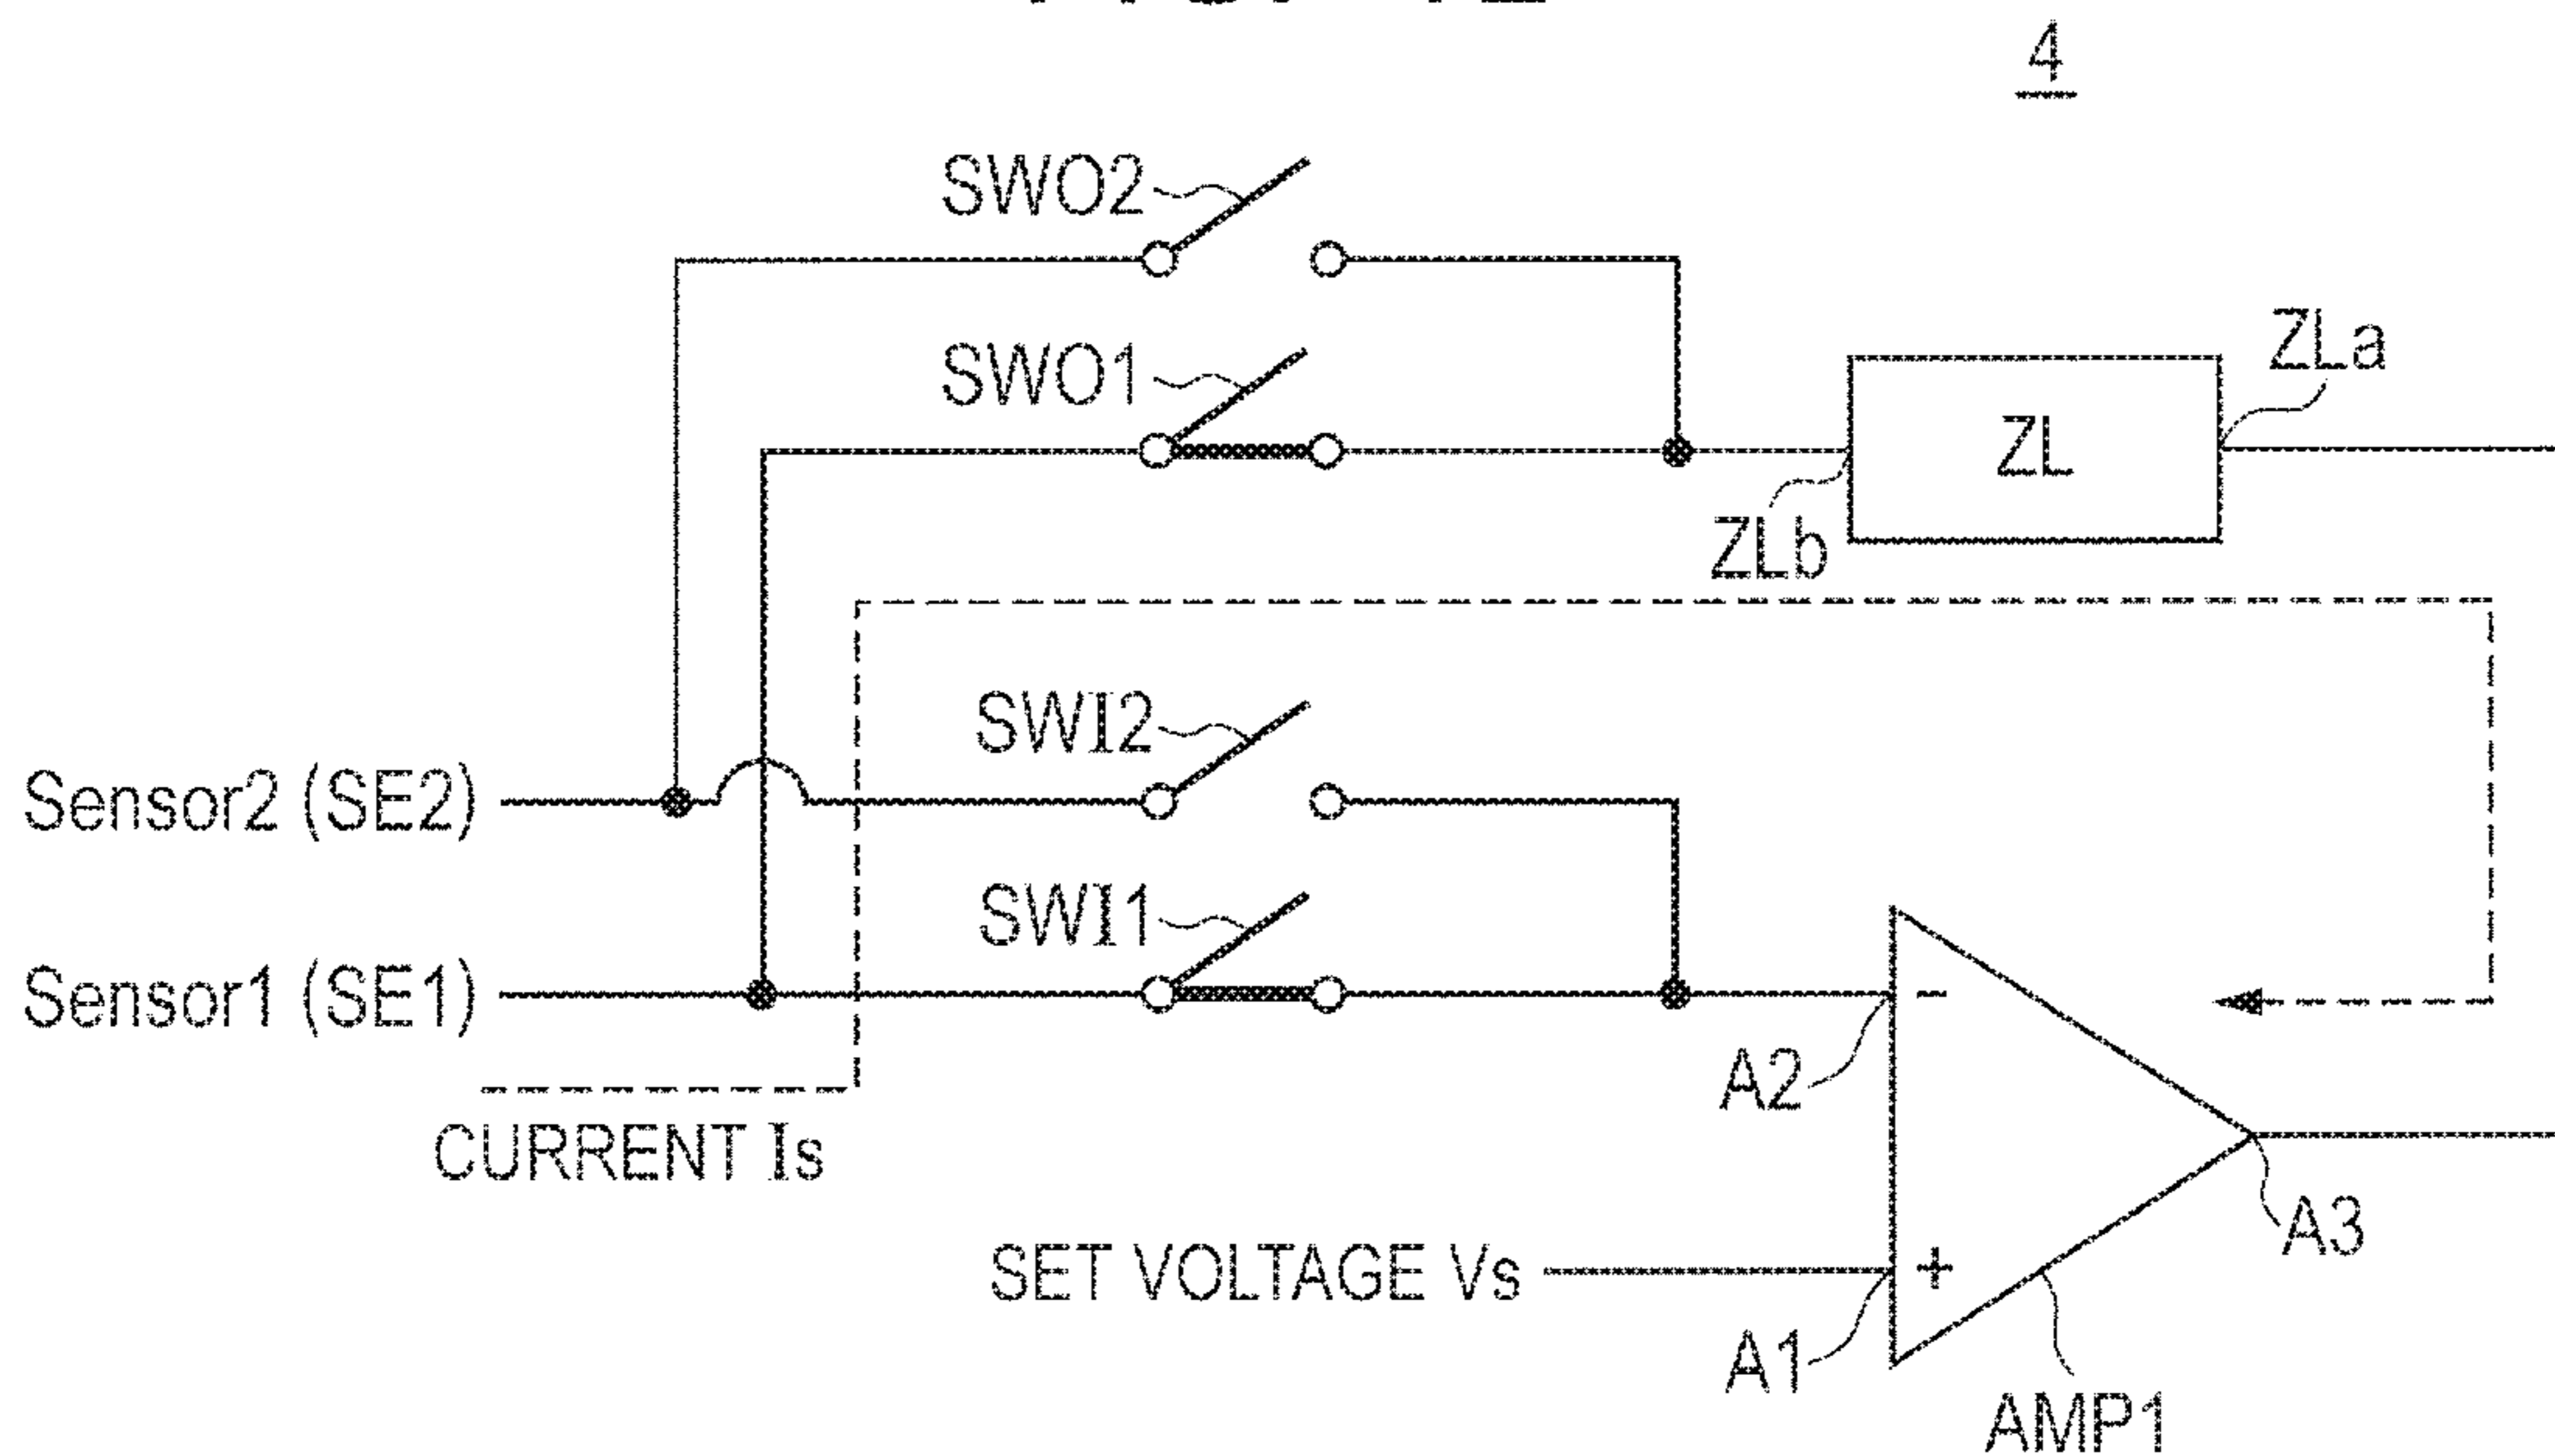 4
SWO2
SWO1
ZLa
ZL
ZLb
SWI2
Sensor2 (SE2)
SWI1
Sensor1 (SE1)
-
A2
CURRENT Is
A3
SET VOLTAGE Vs
+
A1
AMP1